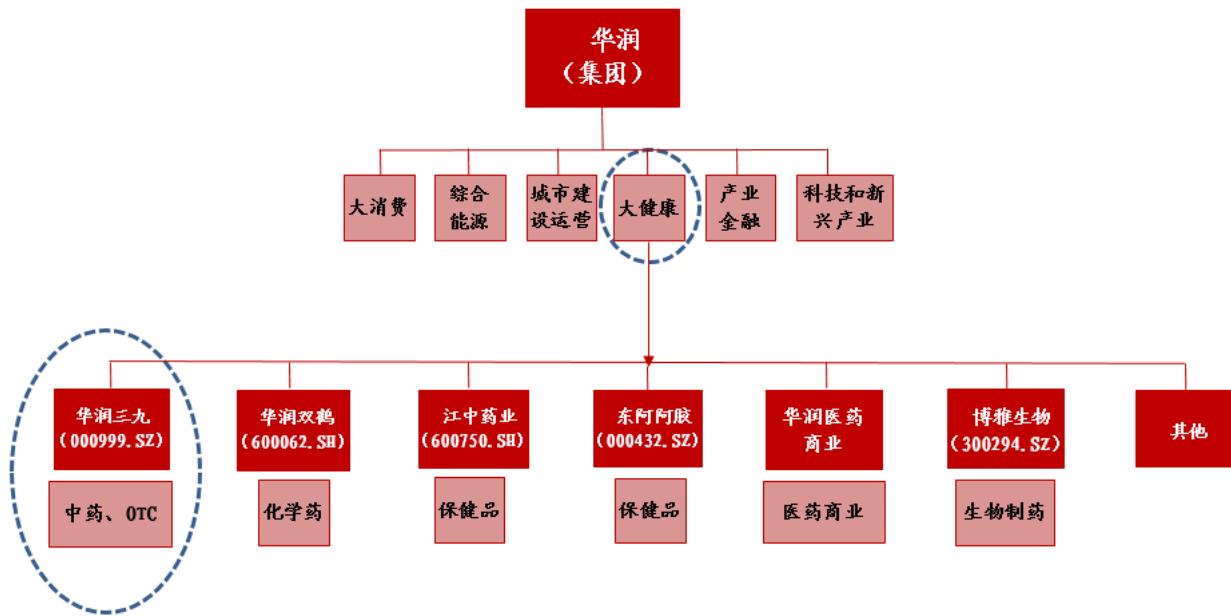 华润
（集团）
大消费
综合
能源
城市建
设运营
大健康
产业
金融
科技和新
兴产业
华润三九
(000999.SZ)
华润双鹤
(600062.SH)
江中药业
(600750.SH)
东阿阿胶
(000432.SZ)
华润医药
商业
博雅生物
(300294.SZ)
其他
中药、OTC
化学药
保健品
保健品
医药商业
生物制药